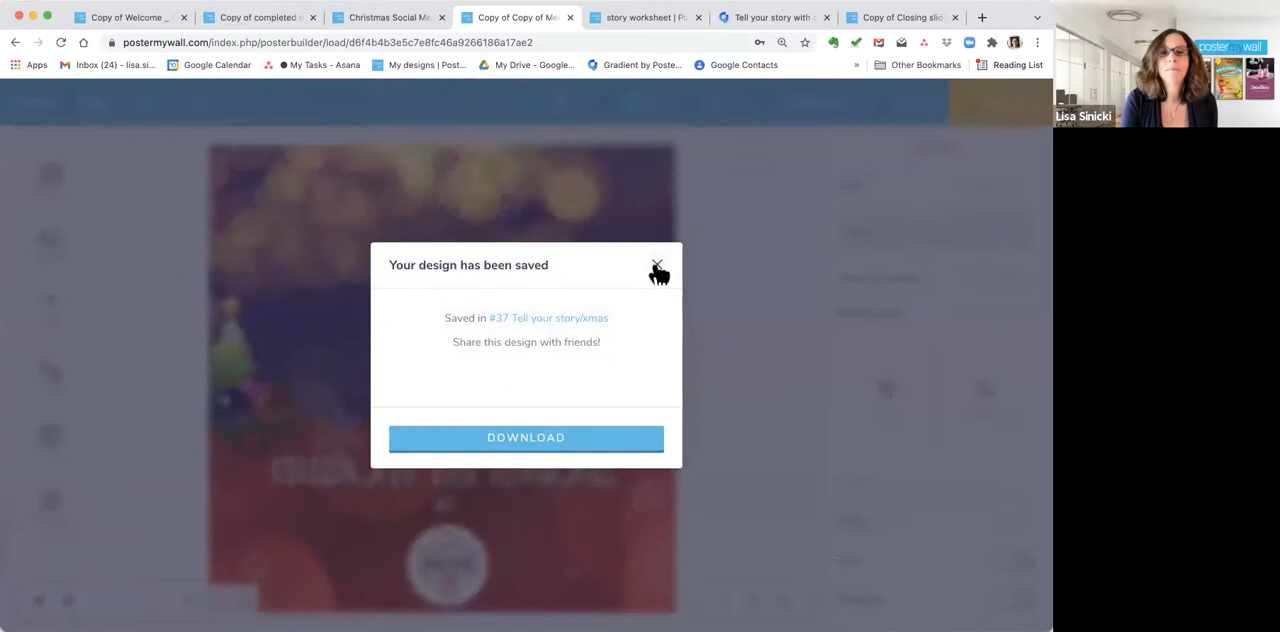 Copy of Welcome _
Copy of completed
Christmas Social Me
Copy of Copy of Me
story worksheet | Po
Tell your story with
Copy of Closing slid
postermywall.com/index.php/posterbuilder/load/d6f4b4b3e5c7e8fc46a9266186a17ae2
Apps
Inbox (24) - lisa.si...
Google Calendar
My Tasks - Asana
My designs | Post...
My Drive - Google...
Gradient by Poste...
Google Contacts
»
Other Bookmarks
Reading List
postermywall
Lisa Sinicki
Your design has been saved
Saved in #37 Tell your story/xmas
Share this design with friends!
DOWNLOAD